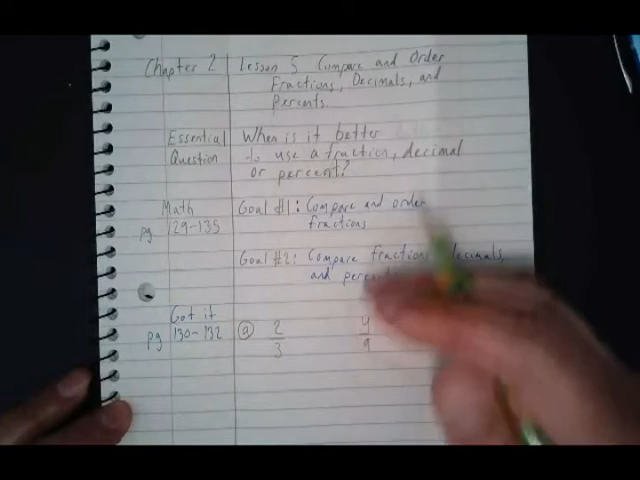 Chapter 2 Lesson 5 Compare and Order
Fractions, Decimals, and
Percents.
Essential Question When is it better
to use a fraction, decimal
or percent?
Math
pg 129-135
Goal #1: Compare and order
fractions
Goal #2: Compare fractions, decimals,
and percents
Got it
pg 130-132
(a) 2/3 4/9